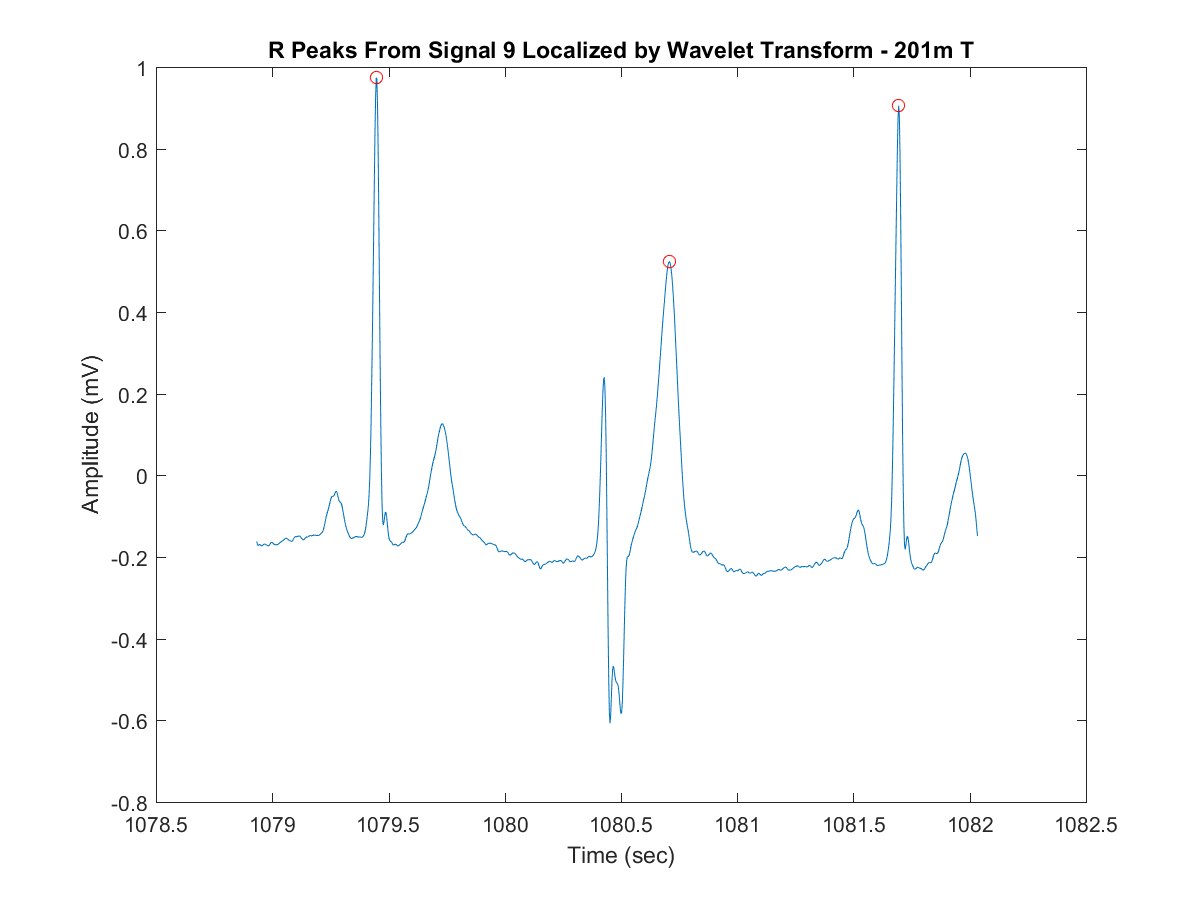 R Peaks From Signal 9 Localized by Wavelet Transform - 201m T
1
0.8
0.6
0.4
0.2
0
-0.2
-0.4
-0.6
-0.8
Amplitude (mV)
1078.5 1079 1079.5 1080 1080.5 1081 1081.5 1082 1082.5
Time (sec)